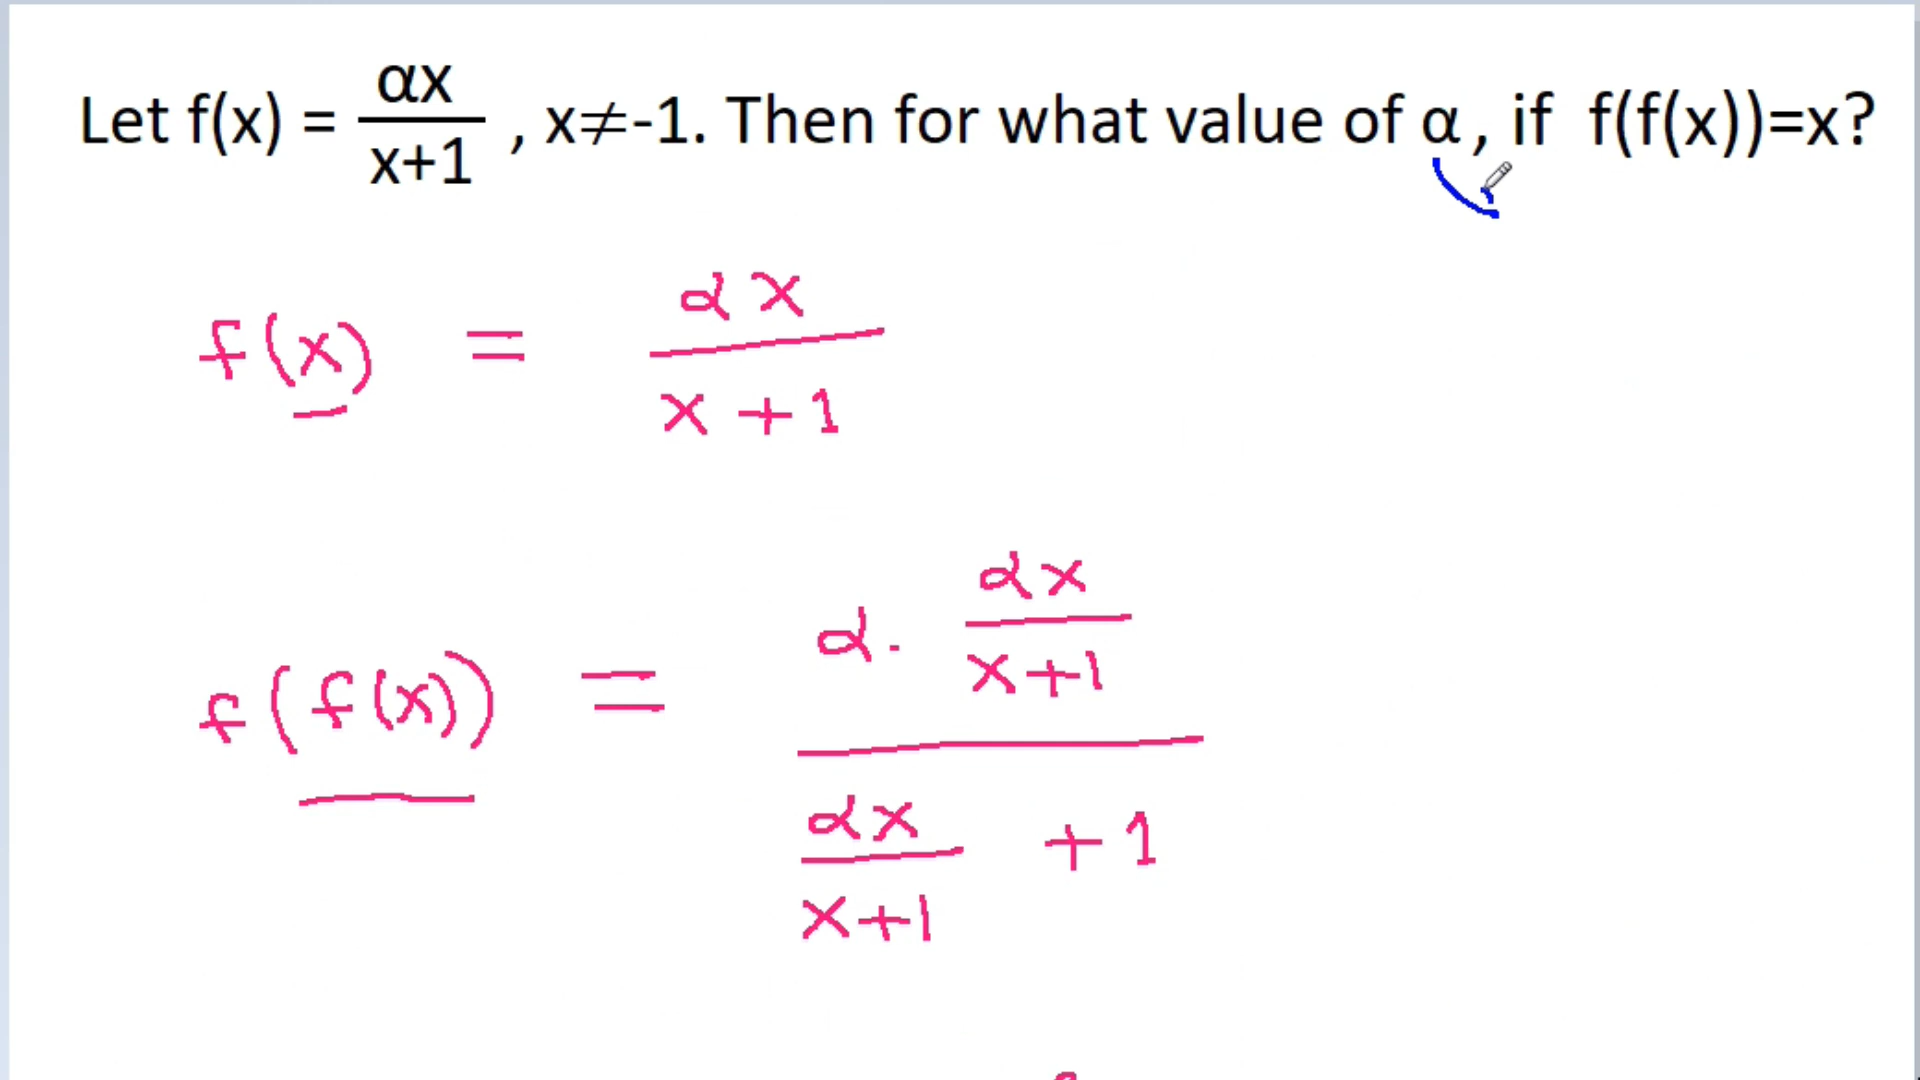 Let f(x) = αx/x+1 , x≠-1. Then for what value of α, if f(f(x))=x?
f(x) = αx/x+1
f(f(x)) = α. αx/x+1 / αx/x+1 +1